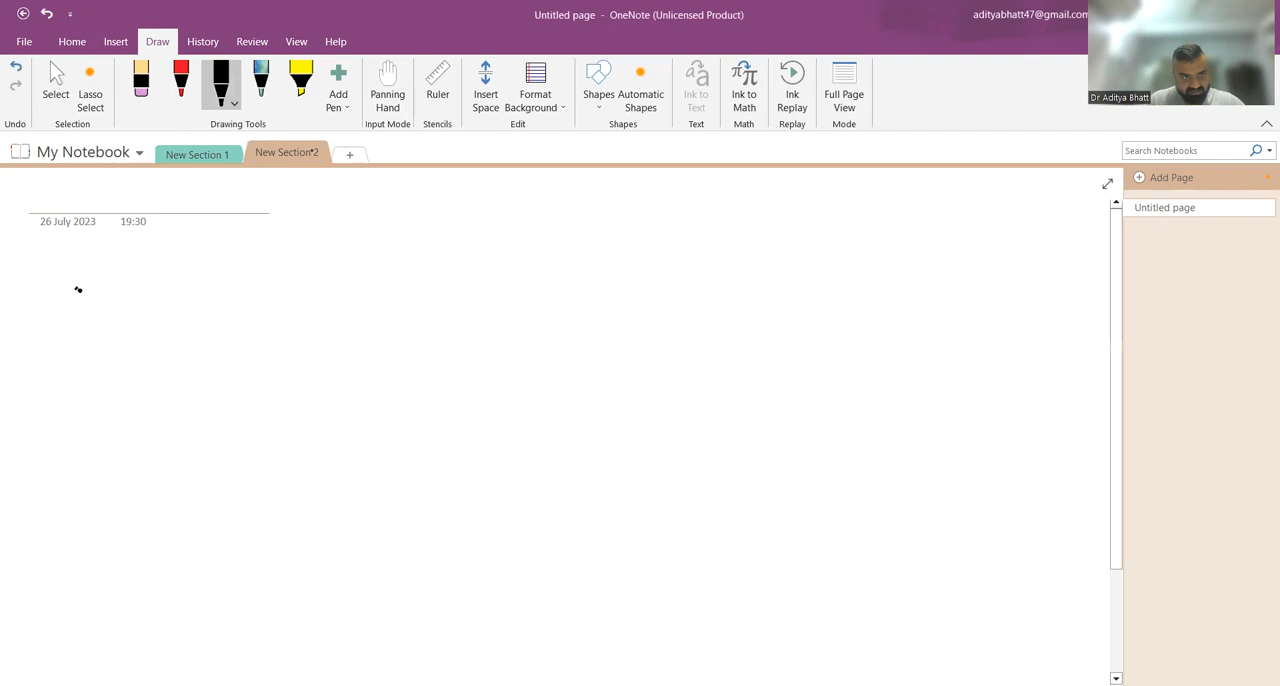 Untitled page - OneNote (Unlicensed Product)
adityabhatt47@gmail.com
File Home Insert Draw History Review View Help
Select
Lasso Select
Add Pen
Panning Hand
Ruler
Insert Space
Format Background
Shapes
Automatic Shapes
Ink to Text
Ink to Math
Ink Replay
Full Page View
Dr Aditya Bhatt
Undo Selection Drawing Tools Input Mode Stencils Edit Shapes Text Math Replay Mode
My Notebook New Section 1 New Section 2 Search Notebooks
Add Page
Untitled page
26 July 2023 19:30